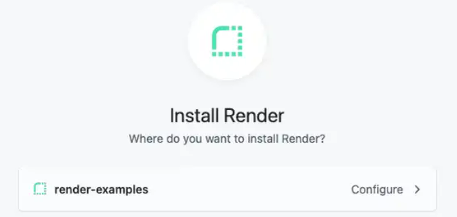 Install Render
Where do you want to install Render?
render-examples Configure